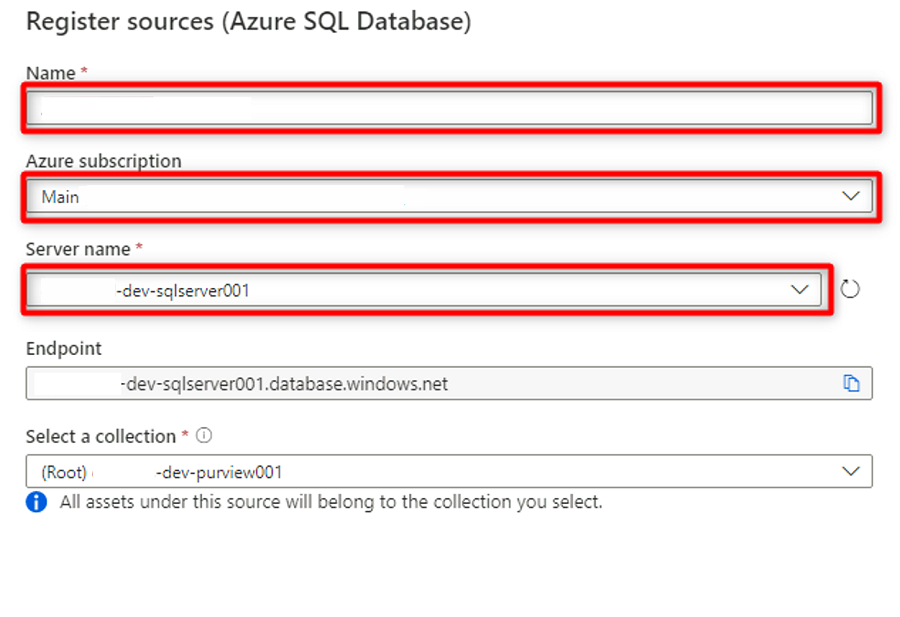 Register sources (Azure SQL Database)
Name *
Azure subscription
Main
Server name *
-dev-sqlserver001
Endpoint
-dev-sqlserver001.database.windows.net
Select a collection *
(Root) -dev-purview001
All assets under this source will belong to the collection you select.